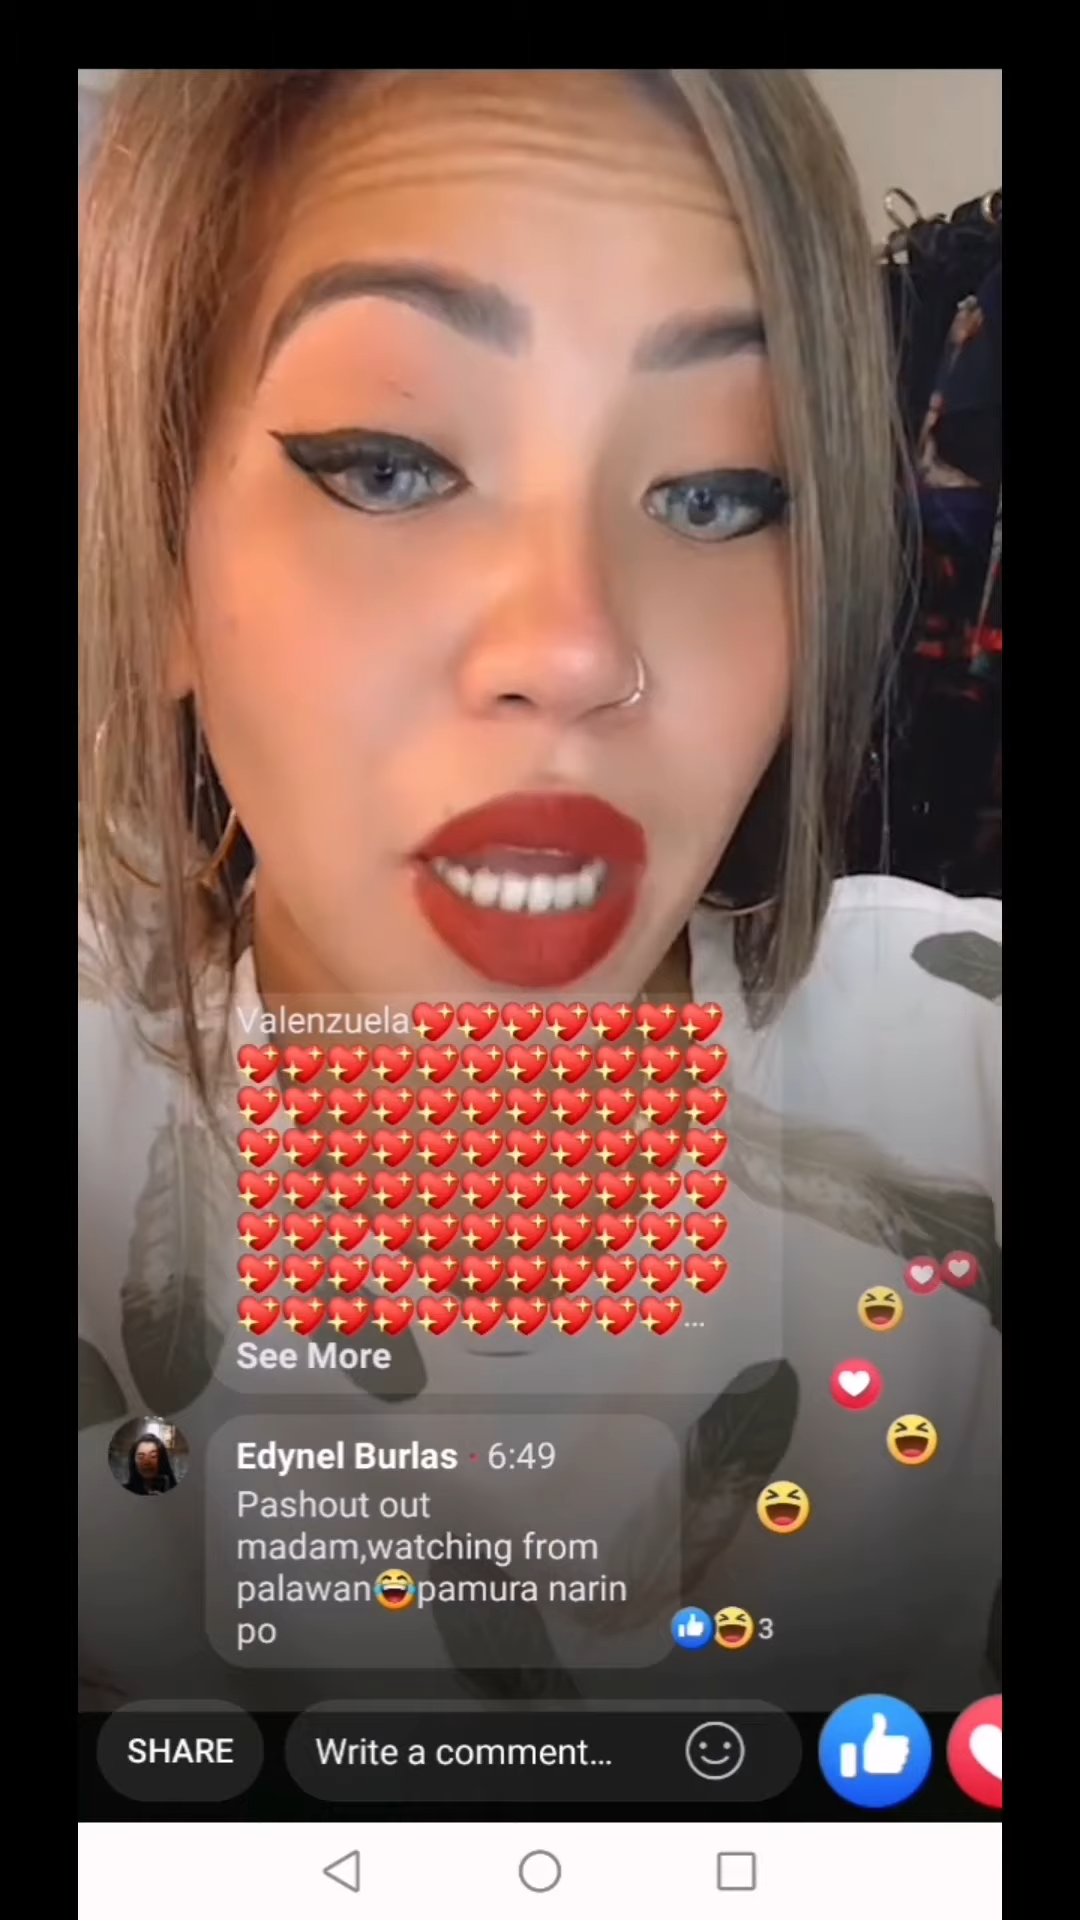 Valenzuela💖💖💖💖💖💖💖
💖💖💖💖💖💖💖💖💖💖💖
💖💖💖💖💖💖💖💖💖💖💖
💖💖💖💖💖💖💖💖💖💖💖
💖💖💖💖💖💖💖💖💖💖💖
💖💖💖💖💖💖💖💖💖💖💖
💖💖💖💖💖💖💖💖💖💖💖
💖💖💖💖💖💖💖💖💖💖...
See More
Edynel Burlas · 6:49
Pashout out
madam,watching from
palawan😂pamura narin
po
3
SHARE
Write a comment...